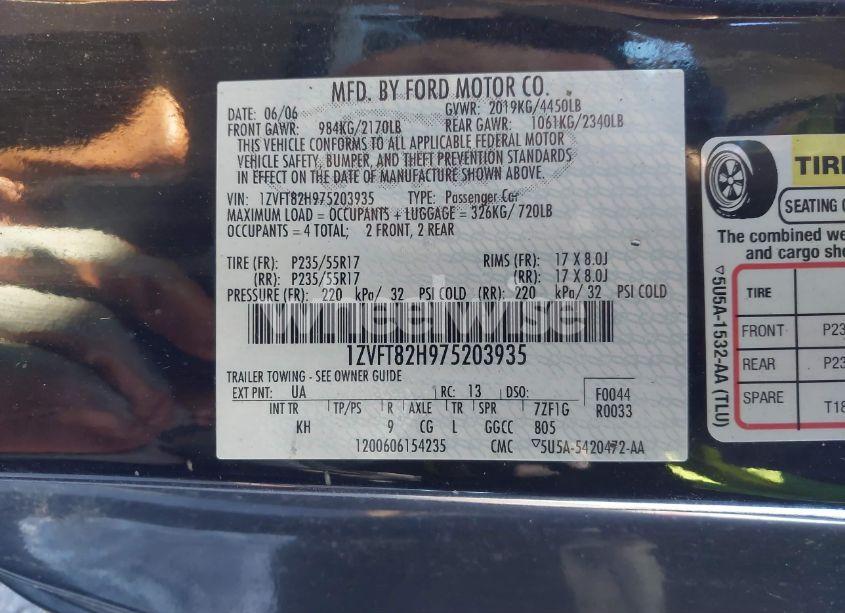 MFD. BY FORD MOTOR CO.
DATE: 06/06 GVWR: 2019KG/4450LB
FRONT GAWR: 984KG/2170LB REAR GAWR: 1061KG/2340LB
THIS VEHICLE CONFORMS TO ALL APPLICABLE FEDERAL MOTOR
VEHICLE SAFETY, BUMPER, AND THEFT PREVENTION STANDARDS
IN EFFECT ON THE DATE OF MANUFACTURE SHOWN ABOVE.
VIN: 1ZVFT82H975203935 TYPE: Passenger Car
MAXIMUM LOAD = OCCUPANTS + LUGGAGE = 326KG/720LB
OCCUPANTS = 4 TOTAL; 2 FRONT, 2 REAR
TIRE (FR): P235/55R17 RIMS (FR): 17 X 8.0J
(RR): P235/55R17 (RR): 17 X 8.0J
PRESSURE (FR): 220 kPa/ 32 PSI COLD (RR): 220 kPa/ 32 PSI COLD
wheelwise
1ZVFT82H975203935
TRAILER TOWING - SEE OWNER GUIDE
EXT PNT: UA RC: 13 DSO: F0044
INT TR TP/PS R AXLE TR SPR 7ZF1G R0033
KH 9 CG L GGCC 805
1200606154235 CMC ▽5U5A-5420472-AA
TIRE
SEATING
The combined we
and cargo sho
TIRE
FRONT P23
REAR P23
SPARE T18
▽5U5A-1532-AA (TLU)